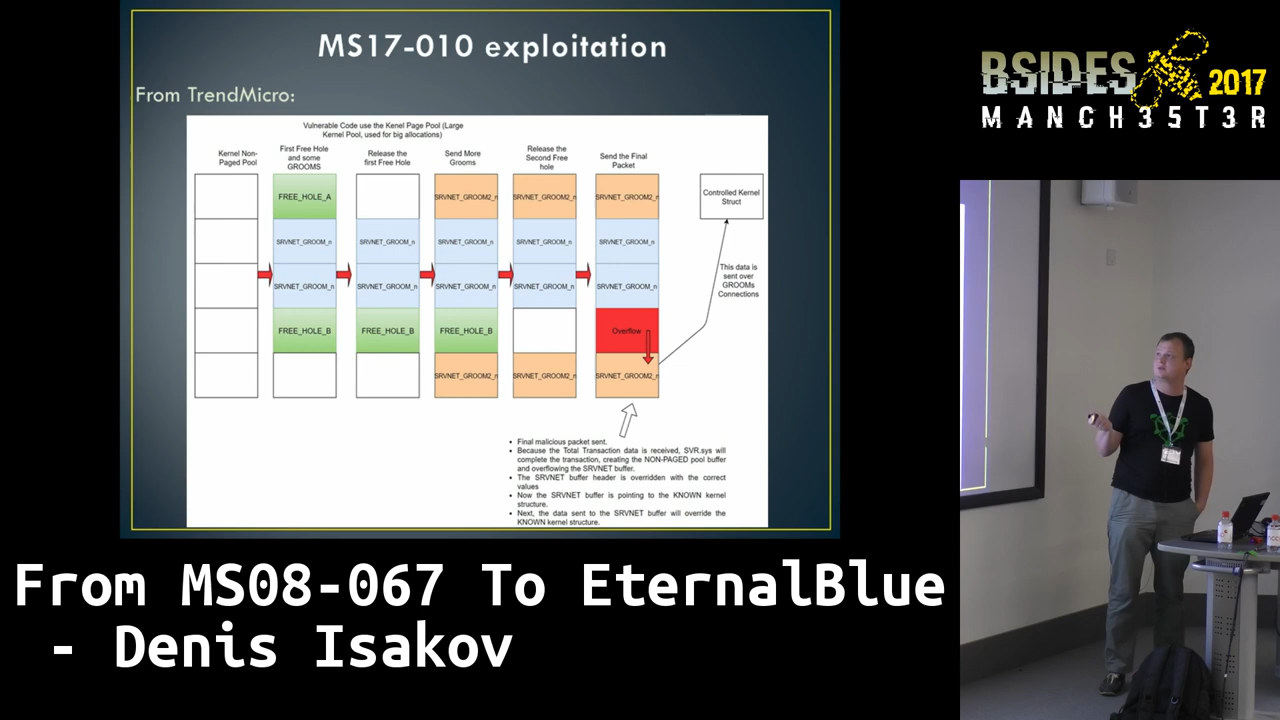 MS17-010 exploitation
From TrendMicro:
Vulnerable Code use the Kenel Page Pool (Large
Kernel Pool, used for big allocations)
Kernel Non-
Paged Pool
First Free Hole
and some
GROOMS
Release the
first Free Hole
Send More
Grooms
Release the
Second Free
hole
Send the Final
Packet
FREE_HOLE_A
SRVNET_GROOM2_n
SRVNET_GROOM2_n
SRVNET_GROOM2_n
Controlled Kernel
Struct
SRVNET_GROOM_n
SRVNET_GROOM_n
SRVNET_GROOM_n
SRVNET_GROOM_n
SRVNET_GROOM_n
SRVNET_GROOM_n
SRVNET_GROOM_n
SRVNET_GROOM_n
SRVNET_GROOM_n
SRVNET_GROOM_n
This data is
sent over
GROOMs
Connections
FREE_HOLE_B
FREE_HOLE_B
FREE_HOLE_B
Overflow
SRVNET_GROOM2_n
SRVNET_GROOM2_n
SRVNET_GROOM2_n
• Final malicious packet sent.
• Because the Total Transaction data is received, SVR.sys will
complete the transaction, creating the NON-PAGED pool buffer
and overflowing the SRVNET buffer.
• The SRVNET buffer header is overridden with the correct
values
• Now the SRVNET buffer is pointing to the KNOWN kernel
structure.
• Next, the data sent to the SRVNET buffer will override the
KNOWN kernel structure.
BSIDES 2017
MANCH35T3R
From MS08-067 To EternalBlue
- Denis Isakov